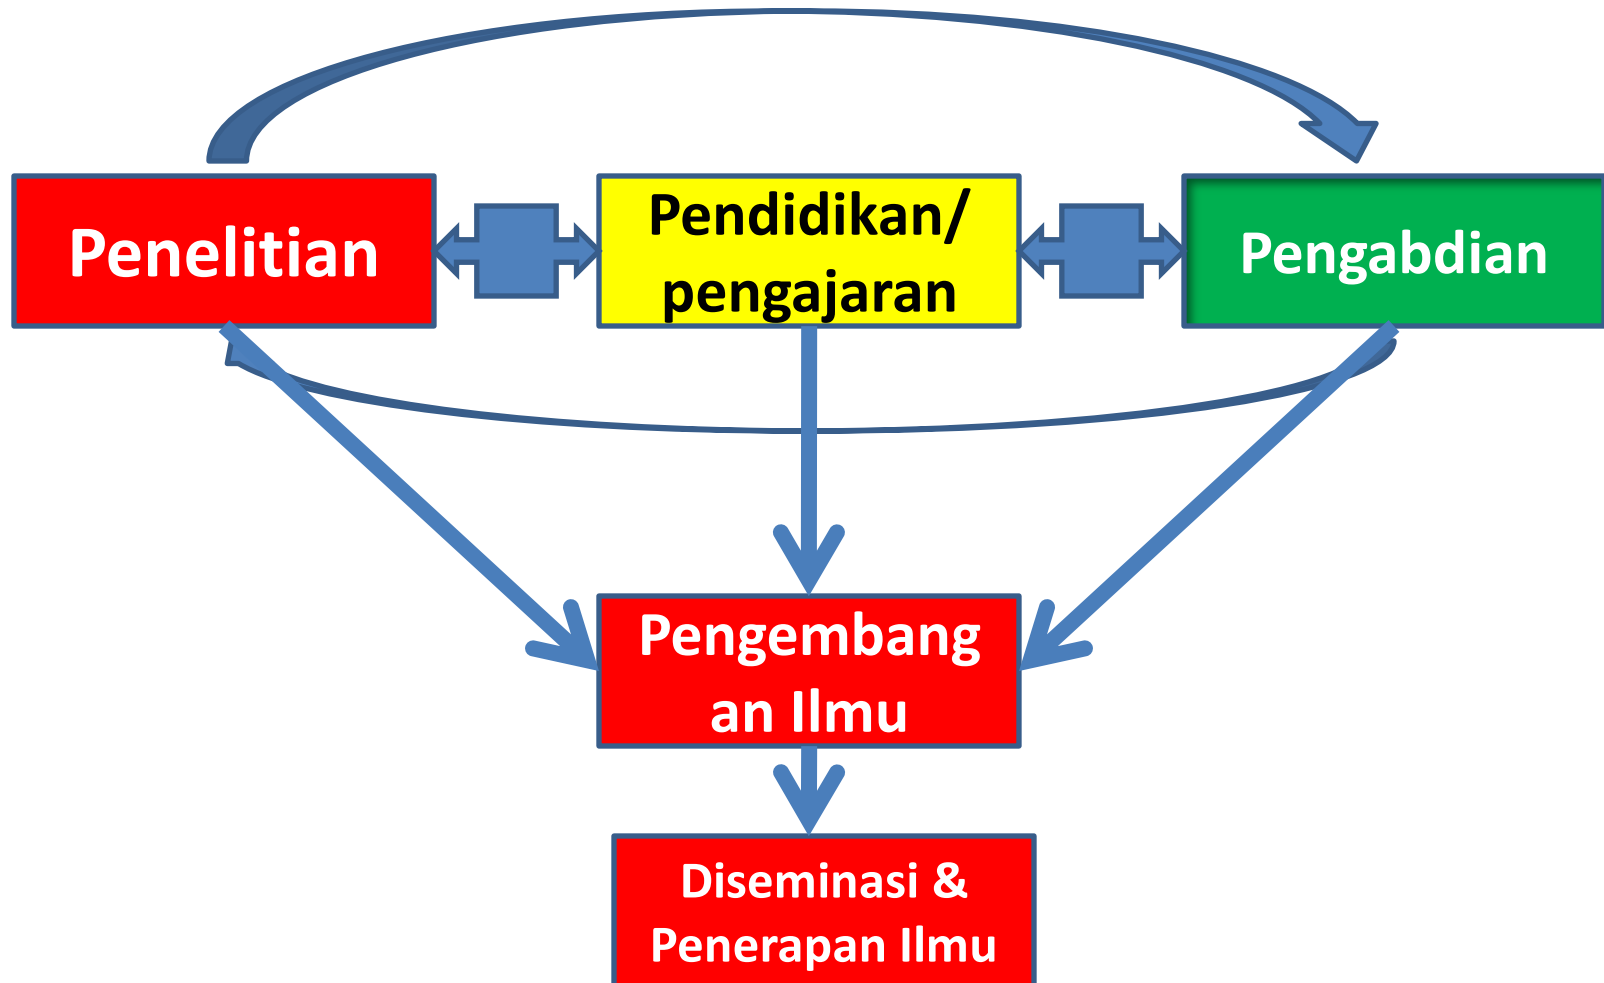 Penelitian
Pendidikan/
pengajaran
Pengabdian
Pengembang
an Ilmu
Diseminasi &
Penerapan Ilmu